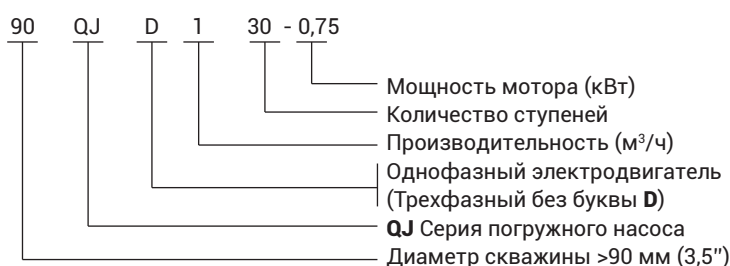 90 QJ D 1 30 - 0,75
Мощность мотора (кВт)
Количество ступеней
Производительность (м³/ч)
Однофазный электродвигатель
(Трехфазный без буквы D)
QJ Серия погружного насоса
Диаметр скважины >90 мм (3,5")